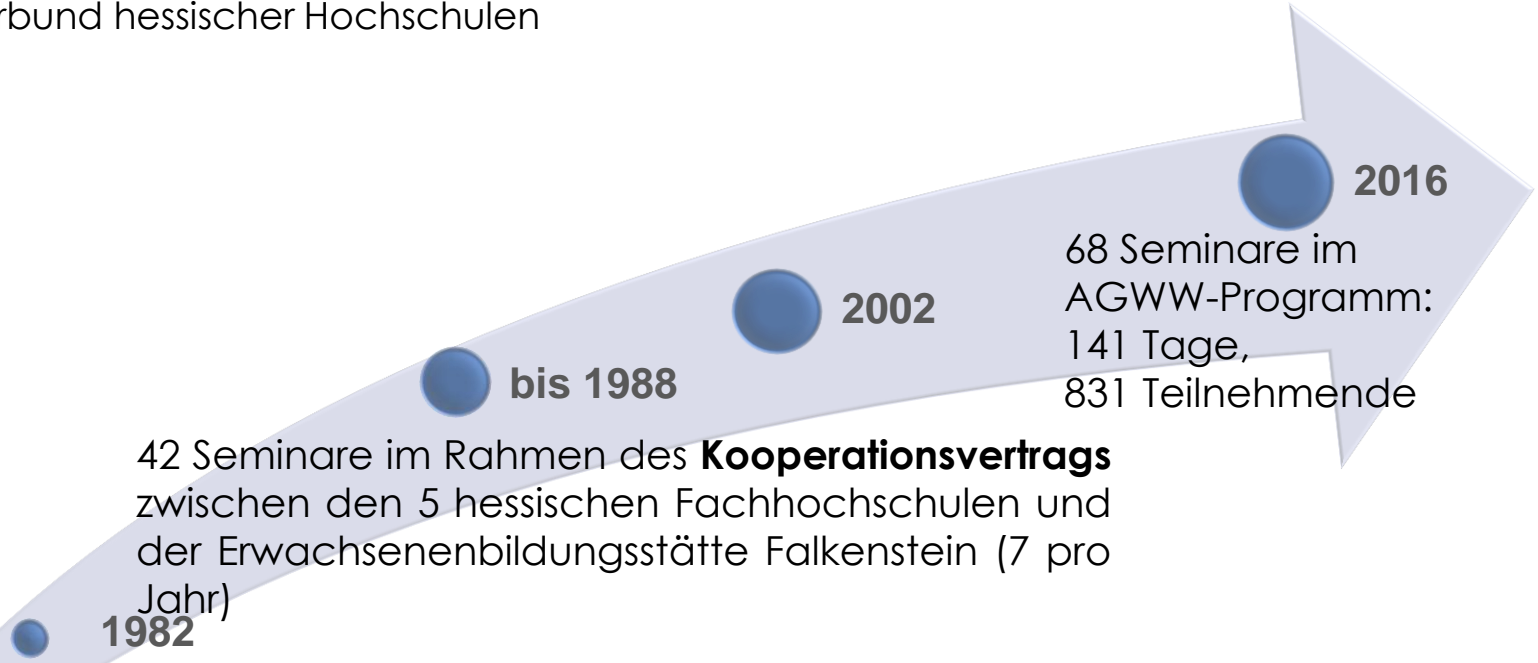 rbund hessischer Hochschulen
2016
68 Seminare im
AGWW-Programm:
141 Tage,
831 Teilnehmende
2002
bis 1988
42 Seminare im Rahmen des Kooperationsvertrags
zwischen den 5 hessischen Fachhochschulen und
der Erwachsenenbildungsstätte Falkenstein (7 pro
Jahr)
1982